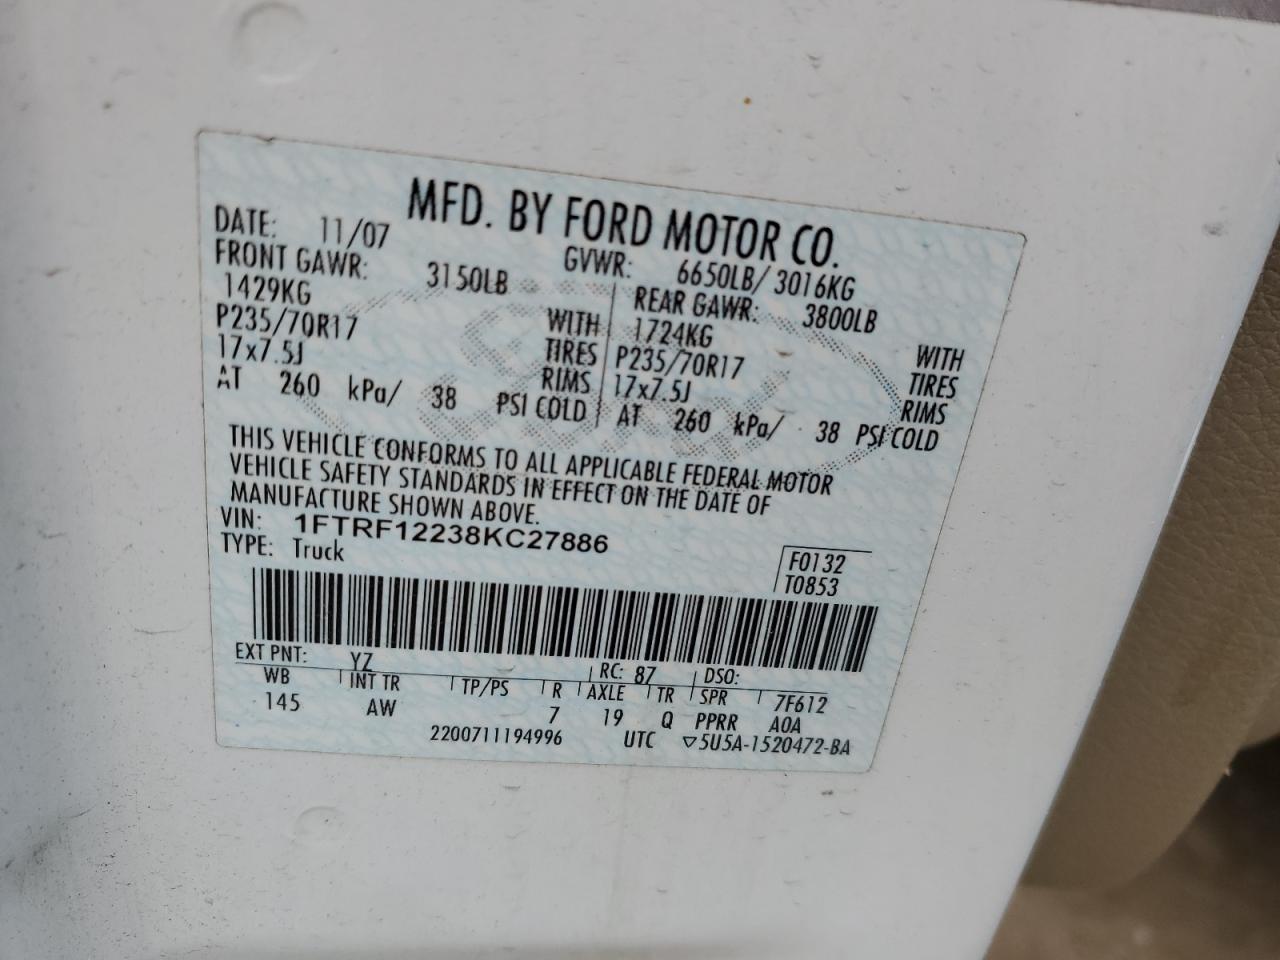 MFD. BY FORD MOTOR CO.
DATE: 11/07 GVWR: 6650LB/ 3016KG
FRONT GAWR: 3150LB REAR GAWR: 3800LB
1429KG WITH 1724KG WITH
P235/70R17 TIRES P235/70R17 TIRES
17x7.5J RIMS 17x7.5J RIMS
AT 260 kPa/ 38 PSI COLD AT 260 kPa/ 38 PSI COLD
THIS VEHICLE CONFORMS TO ALL APPLICABLE FEDERAL MOTOR
VEHICLE SAFETY STANDARDS IN EFFECT ON THE DATE OF
MANUFACTURE SHOWN ABOVE.
VIN: 1FTRF12238KC27886
TYPE: Truck
F0132
T0853
EXT PNT: YZ RC: 87 DSO:
WB INT TR TP/PS R AXLE TR SPR 7F612
145 AW 7 19 Q PPRR A0A
2200711194996 UTC ▽5U5A-1520472-BA